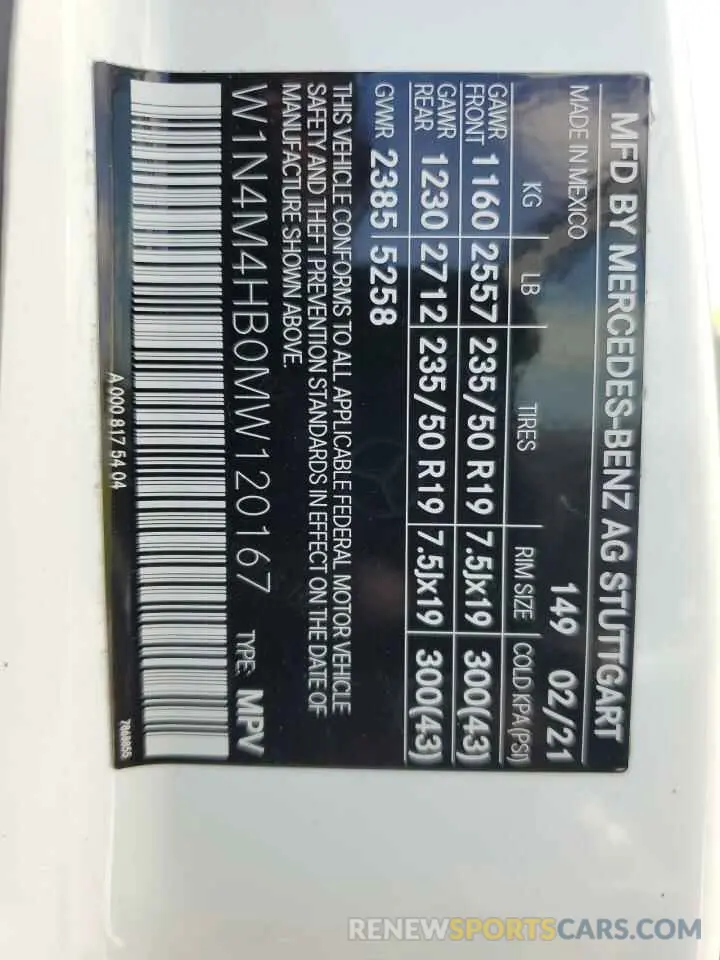 MFD BY MERCEDES-BENZ AG STUTTGART
MADE IN MEXICO 149 02/21
KG LB TIRES RIM SIZE COLD KPA(PSI)
GAWR FRONT 1160 2557 235/50 R19 7.5Jx19 300(43)
GAWR REAR 1230 2712 235/50 R19 7.5Jx19 300(43)
GVWR 2385 5258
THIS VEHICLE CONFORMS TO ALL APPLICABLE FEDERAL MOTOR VEHICLE
SAFETY AND THEFT PREVENTION STANDARDS IN EFFECT ON THE DATE OF
MANUFACTURE SHOWN ABOVE.
W1N4M4HB0MW120167 TYPE: MPV
A 000 817 54 04 7868855
RENEWSPORTSCARS.COM